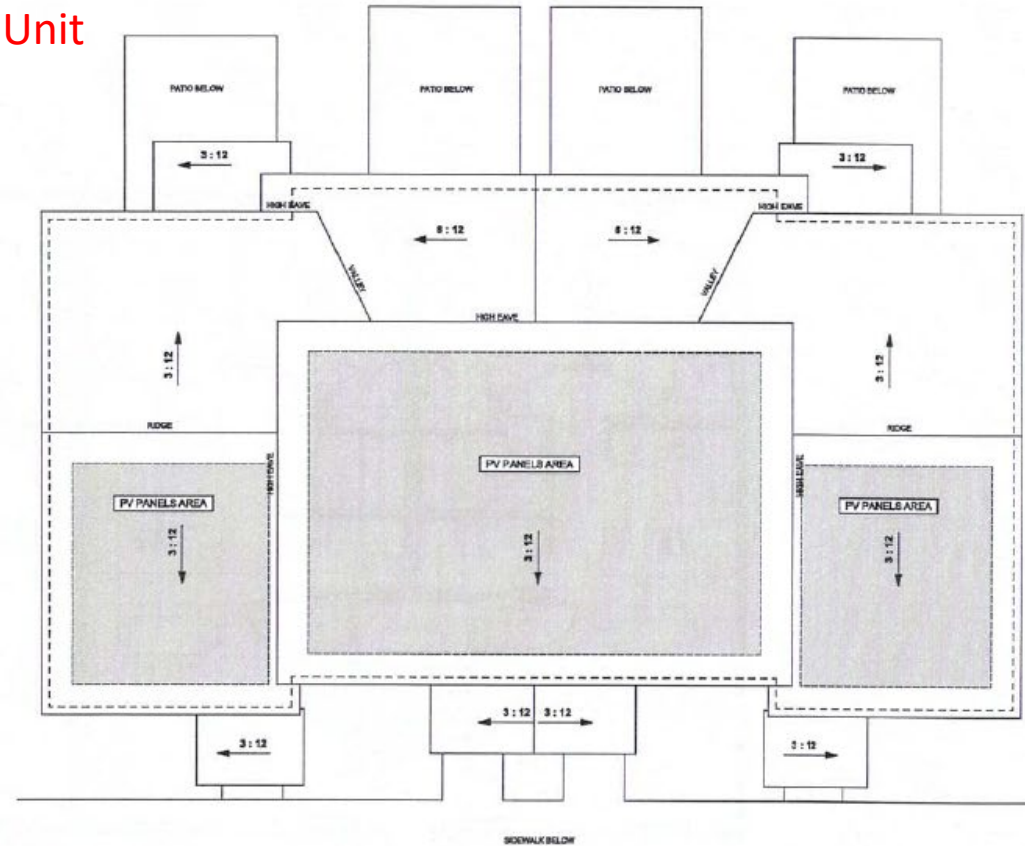 Unit
PATIO BELOW
PATIO BELOW
PATIO BELOW
PATIO BELOW
3 : 12
3 : 12
HIGH EAVE
HIGH EAVE
6 : 12
6 : 12
VALLEY
VALLEY
HIGH EAVE
3 : 12
3 : 12
RIDGE
RIDGE
HIGH EAVE
HIGH EAVE
PV PANELS AREA
PV PANELS AREA
PV PANELS AREA
3 : 12
3 : 12
3 : 12
3 : 12
3 : 12
3 : 12
3 : 12
SIDEWALK BELOW